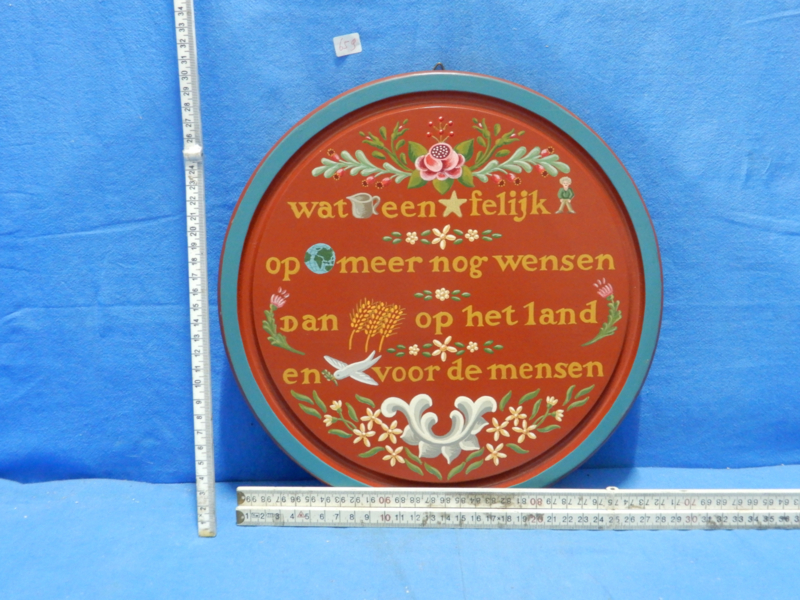 wat een felijk
op meer nog wensen
Dan op het land
en voor de mensen